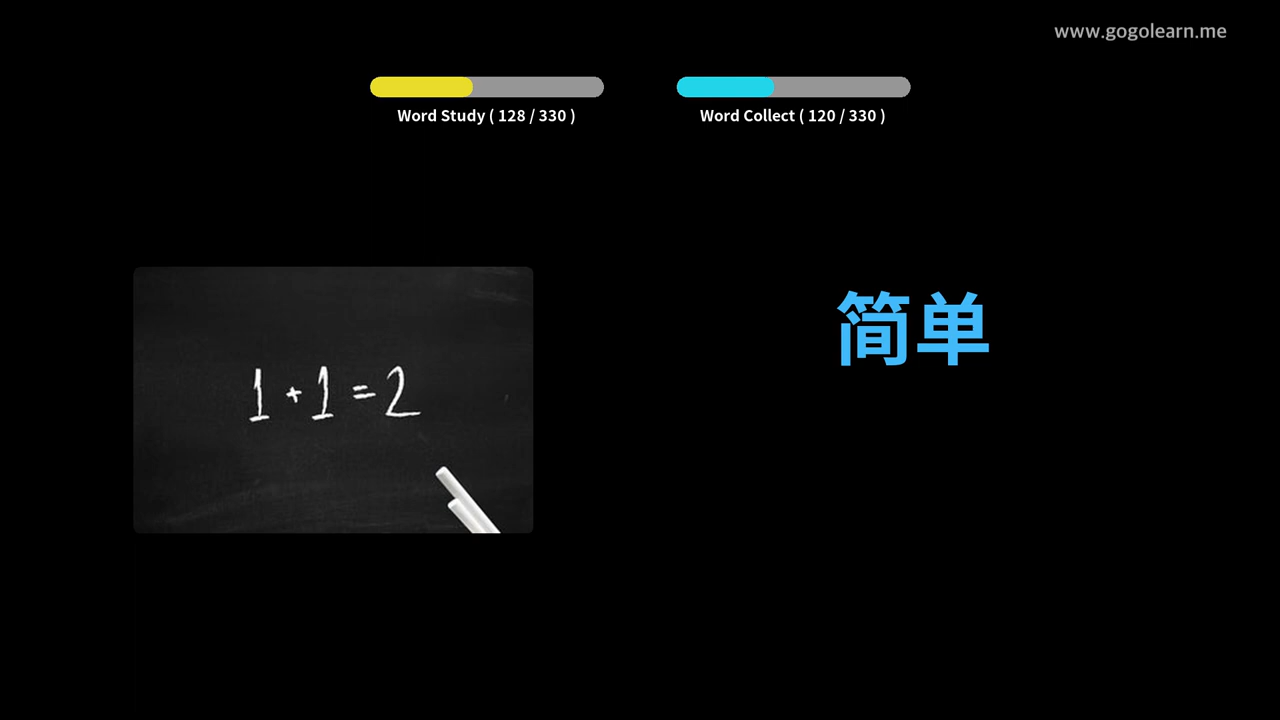 www.gogolearn.me
Word Study ( 128 / 330 )
Word Collect ( 120 / 330 )
简单
1 + 1 = 2